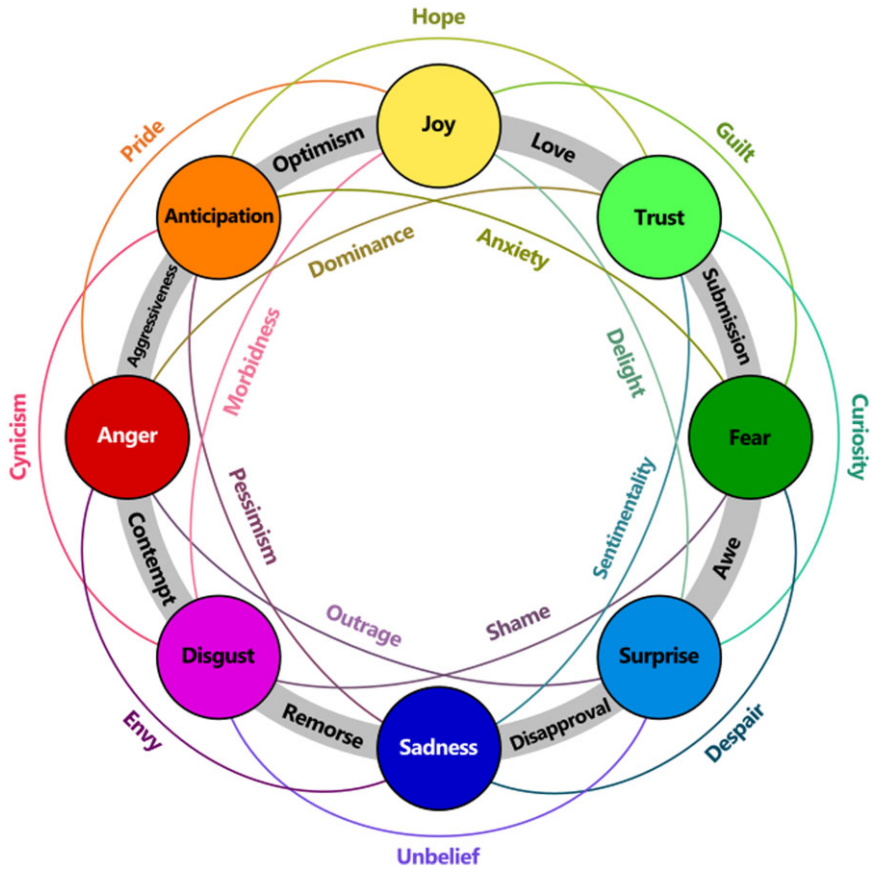 Hope
Joy
Optimism
Love
Pride
Guilt
Anticipation
Trust
Dominance
Anxiety
Aggressiveness
Submission
Morbidness
Delight
Cynicism
Anger
Fear
Curiosity
Pessimism
Sentimentality
Contempt
Awe
Outrage
Shame
Disgust
Surprise
Envy
Remorse
Disapproval
Despair
Sadness
Unbelief